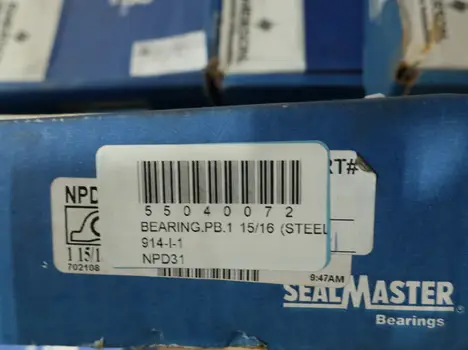 55040072
BEARING.PB.1 15/16 (STEEL
914-I-1
NPD31
NPD
RT#
1 15/1
702108
9:47AM
SEALMASTER
Bearings